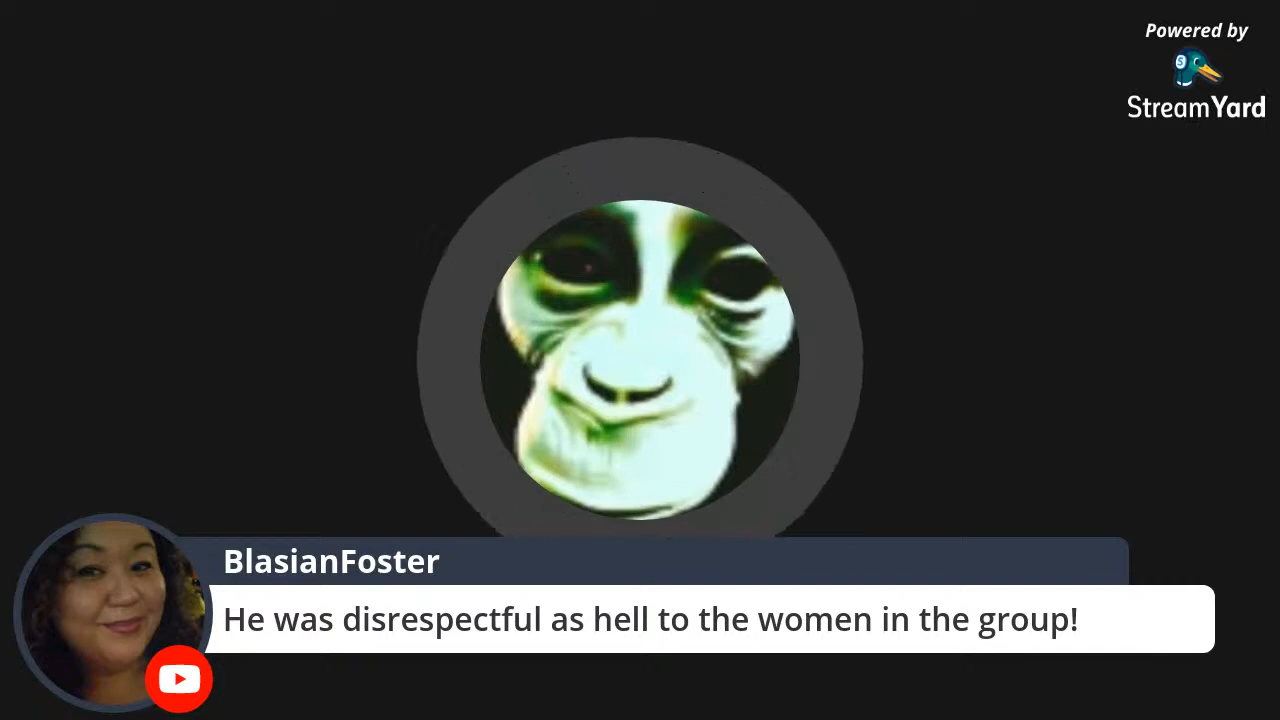 Powered by
StreamYard
BlasianFoster
He was disrespectful as hell to the women in the group!